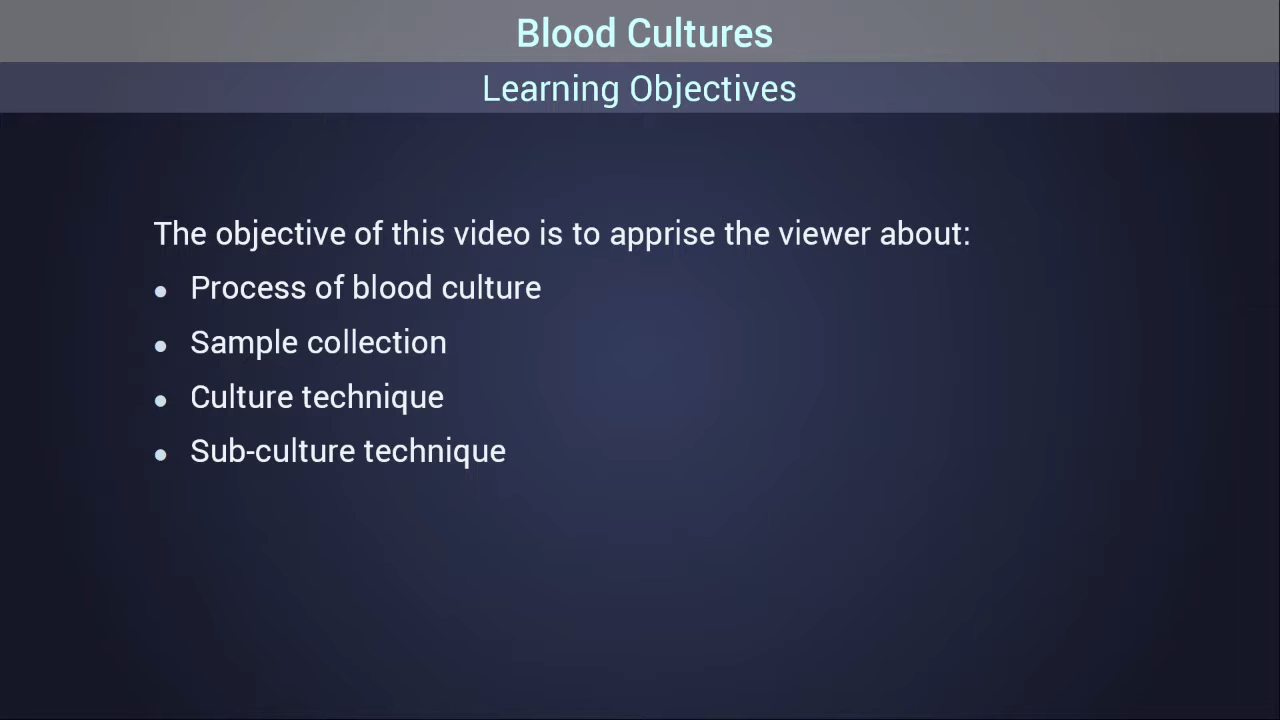 Blood Cultures
Learning Objectives
The objective of this video is to apprise the viewer about:
• Process of blood culture
• Sample collection
• Culture technique
• Sub-culture technique